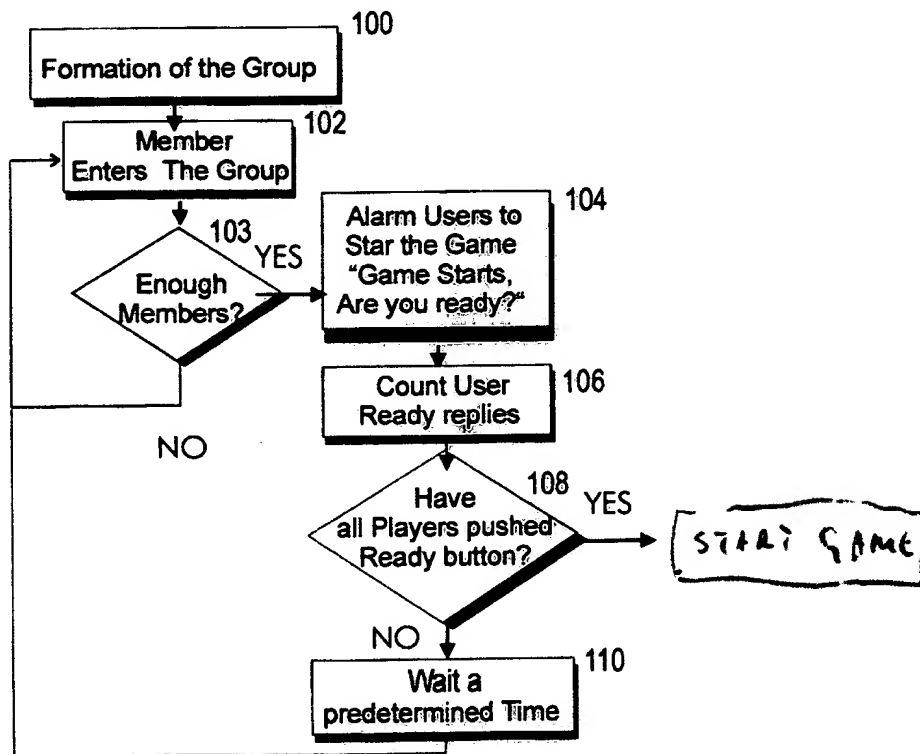 100
Formation of the Group
102
Member
Enters The Group
103
YES
Enough
Members?
NO
104
Alarm Users to
Star the Game
“Game Starts,
Are you ready?“
106
Count User
Ready replies
108
YES
Have
all Players pushed
Ready button?
START GAME
NO
110
Wait a
predetermined Time